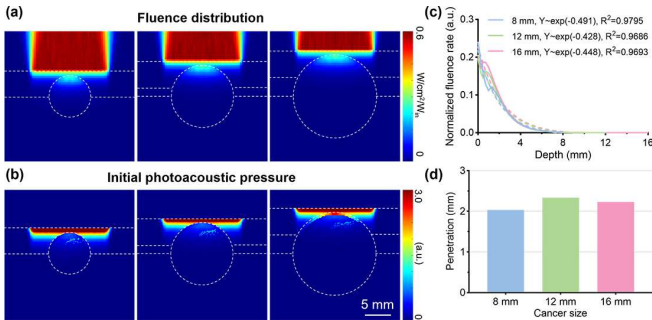 (a)
Fluence distribution
0.6
W/cm²/Wₐ
0
(b)
Initial photoacoustic pressure
3.0
(a.u.)
0
5 mm
(c)
Normalized fluence rate (a.u.)
0.3
0.2
0.1
0.0
8 mm, Y~exp(-0.491), R²=0.9795
12 mm, Y~exp(-0.428), R²=0.9686
16 mm, Y~exp(-0.448), R²=0.9693
0 4 8 12 16
Depth (mm)
(d)
Penetration (mm)
3
2
1
0
8 mm 12 mm 16 mm
Cancer size